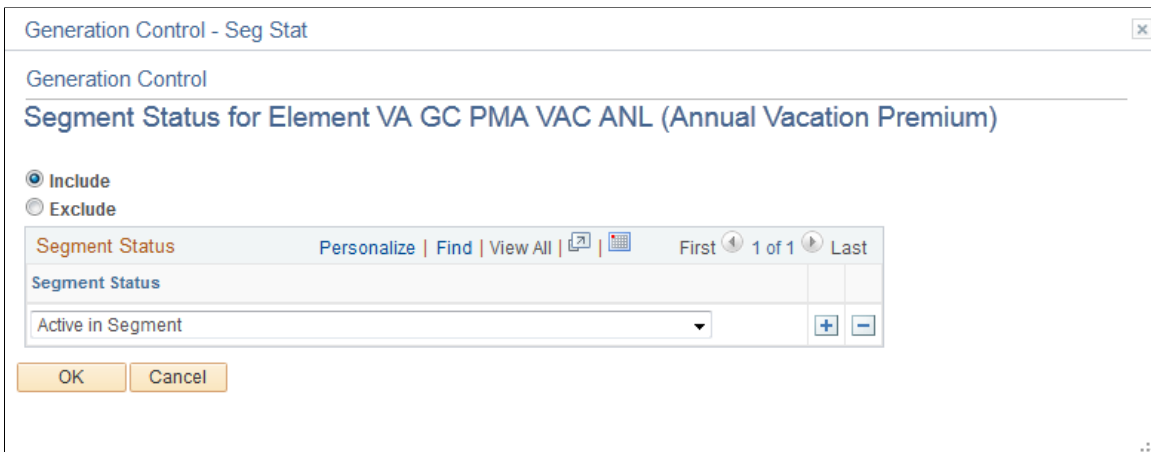 Generation Control - Seg Stat
Generation Control
Segment Status for Element VA GC PMA VAC ANL (Annual Vacation Premium)
Include
Exclude
Segment Status Personalize | Find | View All | | First 1 of 1 Last
Segment Status
Active in Segment
OK Cancel